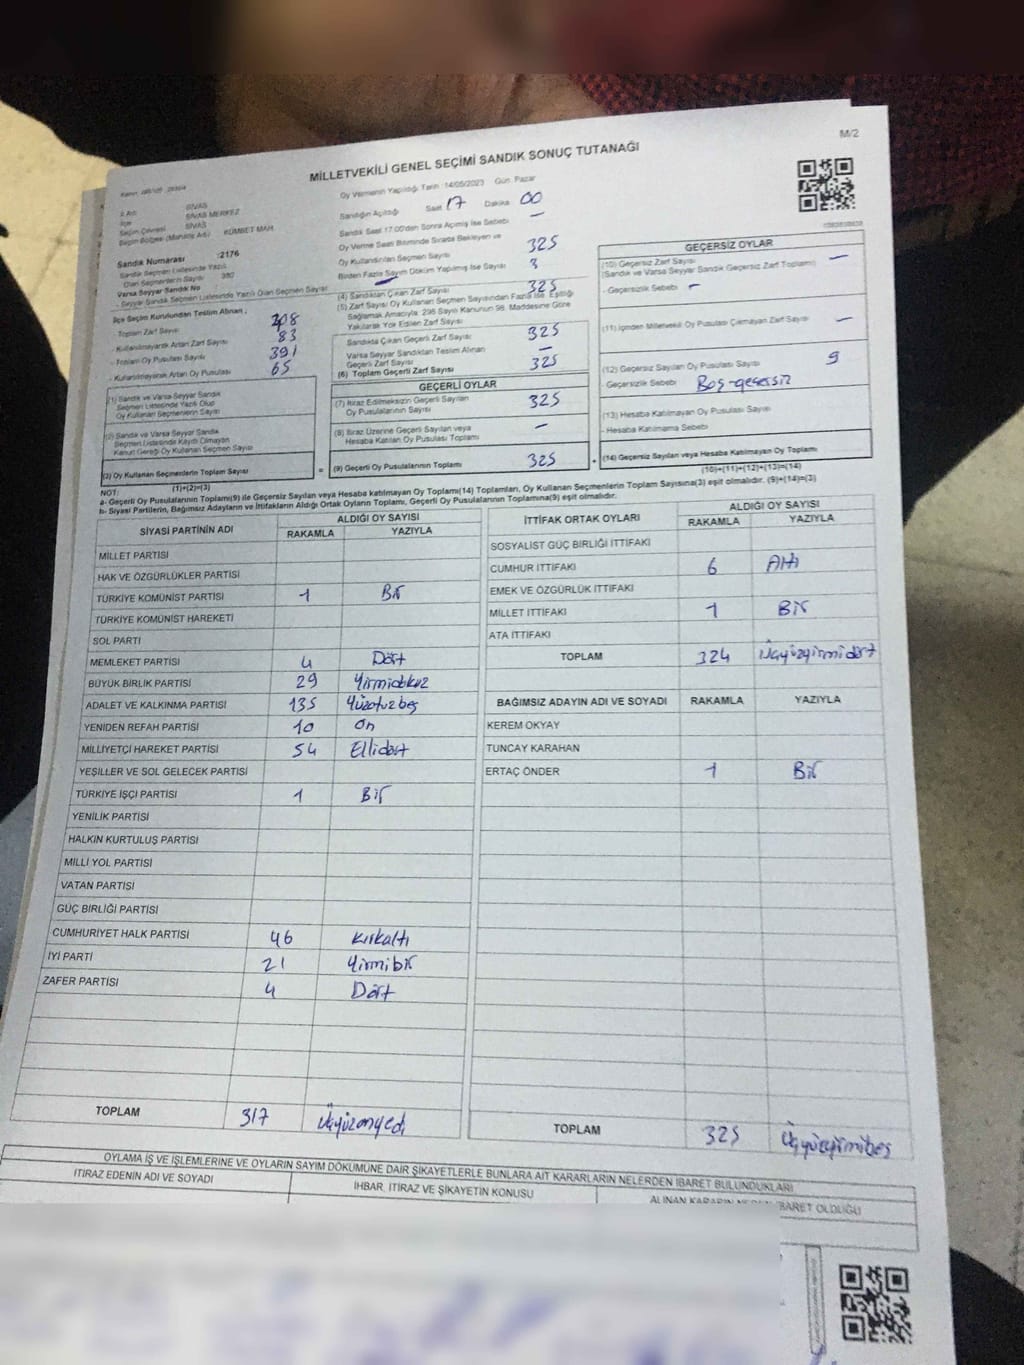 M/2
MİLLETVEKİLİ GENEL SEÇİMİ SANDIK SONUÇ TUTANAĞI
Oy Vermenin Yapıldığı Tarih :14/05/2023 Gün: Pazar
İl Adı SİVAS
İlçe SİVAS MERKEZ
Seçim Çevresi SİVAS
KÜMBET MAH.
Sandık Numarası :2176
Sandık Seçmen Listesinde Yazılı
Olan Seçmenlerin Sayısı
Varsa Seyyar Sandık No
- Seyyar Sandık Seçmen Listesinde Yazılı Olan Seçmen Sayısı
İlçe Seçim Kurulundan Teslim Alınan ;
Toplam Zarf Sayısı
- Kullanılmayarak Artan Zarf Sayısı 83
- Toplam Oy Pusulası Sayısı 391
- Kullanılmayarak Artan Oy Pusulası 65
(1) Sandık ve Varsa Seyyar Sandık
Seçmen Listesinde Yazılı Olup
Oy Kullanan Seçmenlerin Sayısı
(2) Sandık ve Varsa Seyyar Sandık
Seçmen Listesinde Kayıtlı Olmayan
Kanun Gereği Oy Kullanan Seçmen Sayısı
(3) Oy Kullanan Seçmenlerin Toplam Sayısı
(1)+(2)=(3)
Sandığın Açıldığı Saat 17 Dakika 00
Sandık Saat 17.00'den Sonra Açılmış İse Sebebi –
Oy Verme Saati Bitiminde Sırada Bekleyen ve
Oy Kullandırılan Seçmen Sayısı 325
Birden Fazla Sayım Döküm Yapılmış İse Sayısı 3
(4) Sandıktan Çıkan Zarf Sayısı 325
(5) Zarf Sayısı Oy Kullanan Seçmen Sayısından Fazla İse, Eşitliği
Sağlamak Amacıyla, 298 Sayılı Kanunun 98. Maddesine Göre
Yakılarak Yok Edilen Zarf Sayısı
Sandıkta Çıkan Geçerli Zarf Sayısı 325
Varsa Seyyar Sandıktan Teslim Alınan
Geçerli Zarf Sayısı –
(6) Toplam Geçerli Zarf Sayısı 325
GEÇERLİ OYLAR
(7) İtiraz Edilmeksizin Geçerli Sayılan
Oy Pusulalarının Sayısı 325
(8) İtiraz Üzerine Geçerli Sayılan veya
Hesaba Katılan Oy Pusulası Toplamı –
= (9) Geçerli Oy Pusulalarının Toplamı 325 +
GEÇERSİZ OYLAR
(10) Geçersiz Zarf Sayısı
(Sandık ve Varsa Seyyar Sandık Geçersiz Zarf Toplamı) –
- Geçersizlik Sebebi –
(11) İçinden Milletvekili Oy Pusulası Çıkmayan Zarf Sayısı –
(12) Geçersiz Sayılan Oy Pusulası Sayısı 9
- Geçersizlik Sebebi Boş-geçersiz
(13) Hesaba Katılmayan Oy Pusulası Sayısı
- Hesaba Katılmama Sebebi
(14) Geçersiz Sayılan veya Hesaba Katılmayan Oy Toplamı
(10)+(11)+(12)+(13)=(14)
NOT:
a- Geçerli Oy Pusulalarının Toplamı(9) ile Geçersiz Sayılan veya Hesaba katılmayan Oy Toplamı(14) Toplamları, Oy Kullanan Seçmenlerin Toplam Sayısına(3) eşit olmalıdır. (9)+(14)=(3)
b- Siyasi Partilerin, Bağımsız Adayların ve İttifakların Aldığı Ortak Oyların Toplamı, Geçerli Oy Pusulalarının Toplamına(9) eşit olmalıdır.
SİYASİ PARTİNİN ADI ALDIĞI OY SAYISI
RAKAMLA YAZIYLA
MİLLET PARTİSİ
HAK VE ÖZGÜRLÜKLER PARTİSİ
TÜRKİYE KOMÜNİST PARTİSİ 1 Bir
TÜRKİYE KOMÜNİST HAREKETİ
SOL PARTİ
MEMLEKET PARTİSİ 4 Dört
BÜYÜK BİRLİK PARTİSİ 29 Yirmidokuz
ADALET VE KALKINMA PARTİSİ 135 Yüzotuzbeş
YENİDEN REFAH PARTİSİ 10 On
MİLLİYETÇİ HAREKET PARTİSİ 54 Ellidört
YEŞİLLER VE SOL GELECEK PARTİSİ
TÜRKİYE İŞÇİ PARTİSİ 1 Bir
YENİLİK PARTİSİ
HALKIN KURTULUŞ PARTİSİ
MİLLİ YOL PARTİSİ
VATAN PARTİSİ
GÜÇ BİRLİĞİ PARTİSİ
CUMHURİYET HALK PARTİSİ 46 Kırkaltı
İYİ PARTİ 21 Yirmibir
ZAFER PARTİSİ 4 Dört
TOPLAM 317 Üçyüzonyedi
İTTİFAK ORTAK OYLARI ALDIĞI OY SAYISI
RAKAMLA YAZIYLA
SOSYALİST GÜÇ BİRLİĞİ İTTİFAKI
CUMHUR İTTİFAKI 6 Altı
EMEK VE ÖZGÜRLÜK İTTİFAKI
MİLLET İTTİFAKI 1 Bir
ATA İTTİFAKI
TOPLAM 324 Üçyüzyirmidört
BAĞIMSIZ ADAYIN ADI VE SOYADI RAKAMLA YAZIYLA
KEREM OKYAY
TUNCAY KARAHAN
ERTAÇ ÖNDER 1 Bir
TOPLAM 325 Üçyüzyirmibeş
OYLAMA İŞ VE İŞLEMLERİNE VE OYLARIN SAYIM DÖKÜMÜNE DAİR ŞİKAYETLERLE BUNLARA AİT KARARLARIN NELERDEN İBARET BULUNDUKLARI
İTİRAZ EDENİN ADI VE SOYADI İHBAR, İTİRAZ VE ŞİKAYETİN KONUSU ALINAN KARARIN NEDEN İBARET OLDUĞU